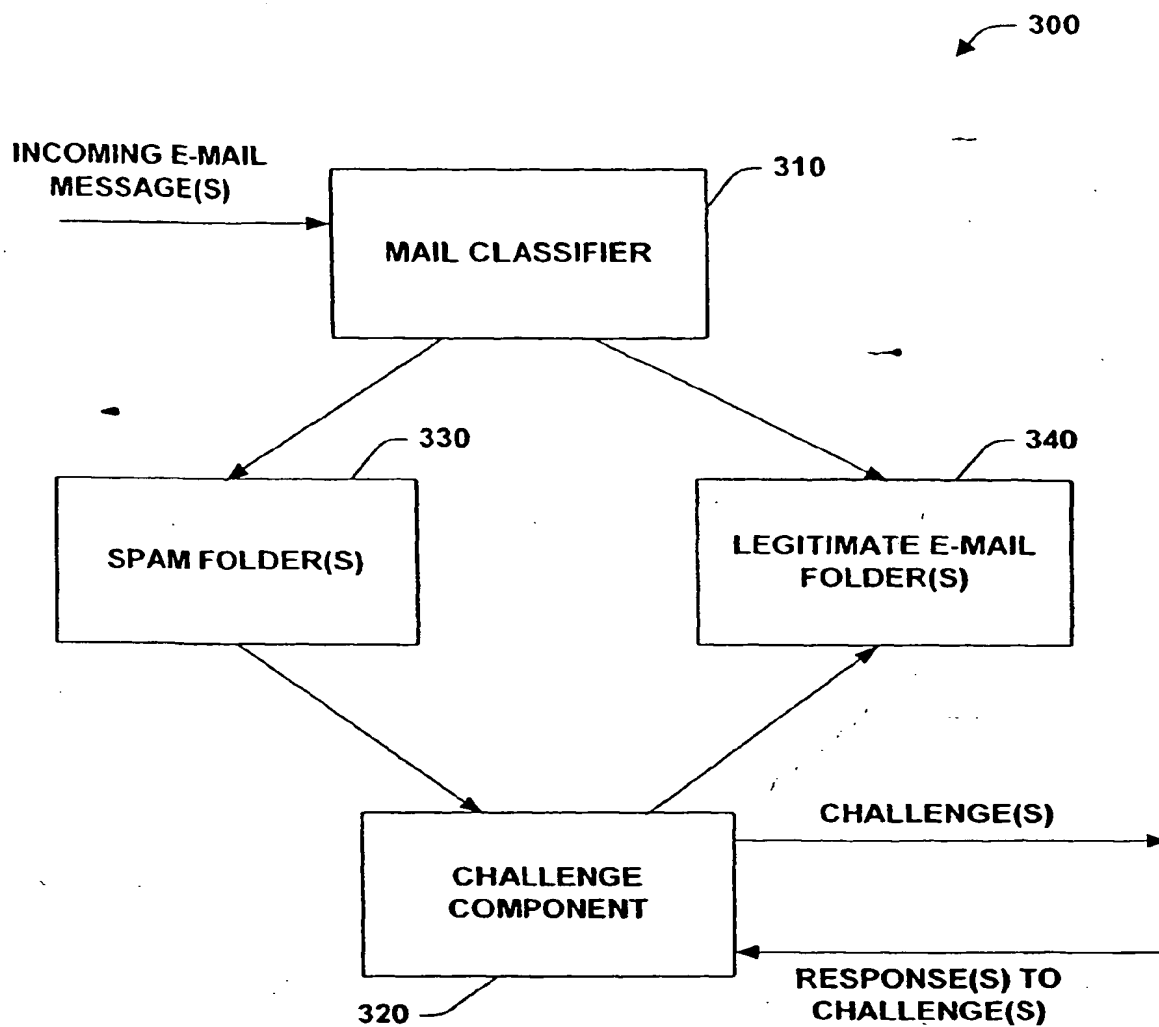 300
INCOMING E-MAIL
MESSAGE(S)
310
MAIL CLASSIFIER
330
340
SPAM FOLDER(S)
LEGITIMATE E-MAIL
FOLDER(S)
CHALLENGE(S)
CHALLENGE
COMPONENT
RESPONSE(S) TO
CHALLENGE(S)
320